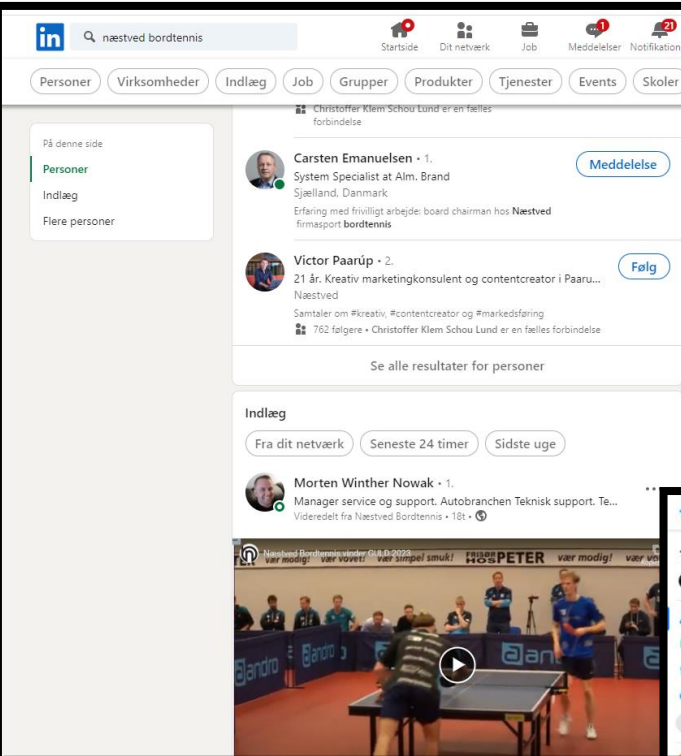 in
næstved bordtennis
Startside
Dit netværk
Job
1
Meddelelser
21
Notifikation
Personer
Virksomheder
Indlæg
Job
Grupper
Produkter
Tjenester
Events
Skoler
På denne side
Personer
Indlæg
Flere personer
Christoffer Klem Schou Lund er en fælles
forbindelse
Carsten Emanuelsen • 1.
System Specialist at Alm. Brand
Sjælland, Danmark
Erfaring med frivilligt arbejde: board chairman hos Næstved
firmasport bordtennis
Meddelelse
Victor Paarúp • 2.
21 år. Kreativ marketingkonsulent og contentcreator i Paaru...
Næstved
Samtaler om #kreativ, #contentcreator og #markedsføring
762 følgere • Christoffer Klem Schou Lund er en fælles forbindelse
Følg
Se alle resultater for personer
Indlæg
Fra dit netværk
Seneste 24 timer
Sidste uge
Morten Winther Nowak • 1.
Manager service og support. Autobranchen Teknisk support. Te...
Videredelt fra Næstved Bordtennis • 18t •
Næstved Bordtennis vinder GULD 2023
vær modig! vær vovet! vær simpel smuk! FRISØR HOS PETER vær modig!
andro
andro